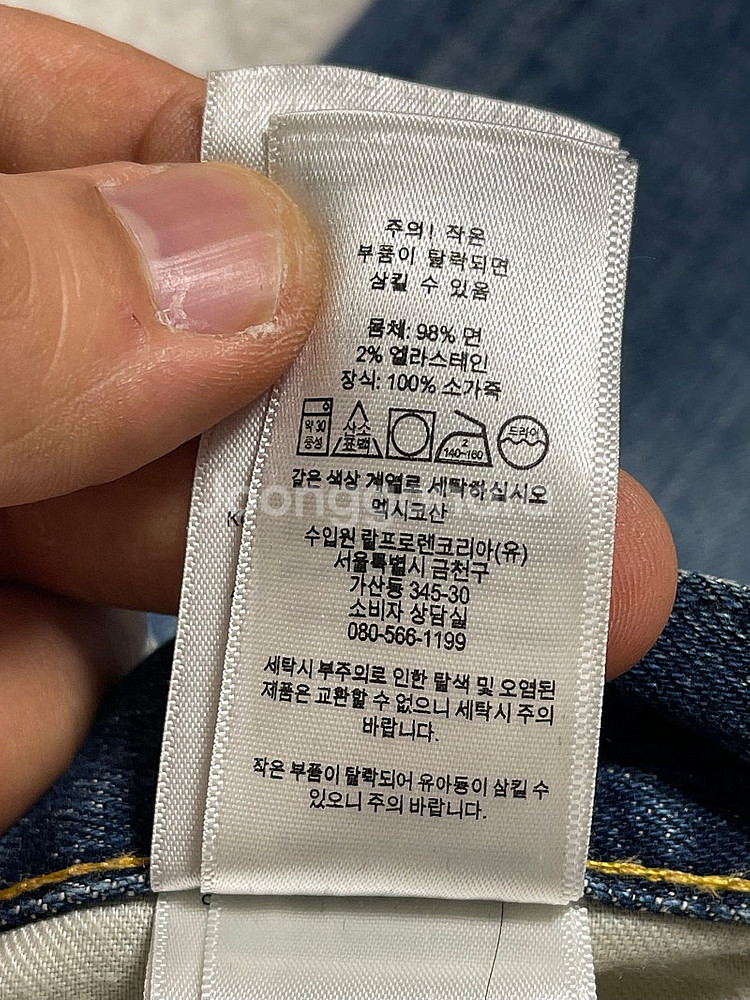 주의! 작은
부품이 탈락되면
삼킬 수 있음
몸체: 98% 면
2% 엘라스테인
장식: 100% 소가죽
약 30
중성
산소
표백
2
140~160
드라이
같은 색상 계열로 세탁하십시오
멕시코산
수입원 랄프로렌코리아(유)
서울특별시 금천구
가산동 345-30
소비자 상담실
080-566-1199
세탁시 부주의로 인한 탈색 및 오염된
제품은 교환할 수 없으니 세탁시 주의
바랍니다.
작은 부품이 탈락되어 유아등이 삼킬 수
있으니 주의 바랍니다.